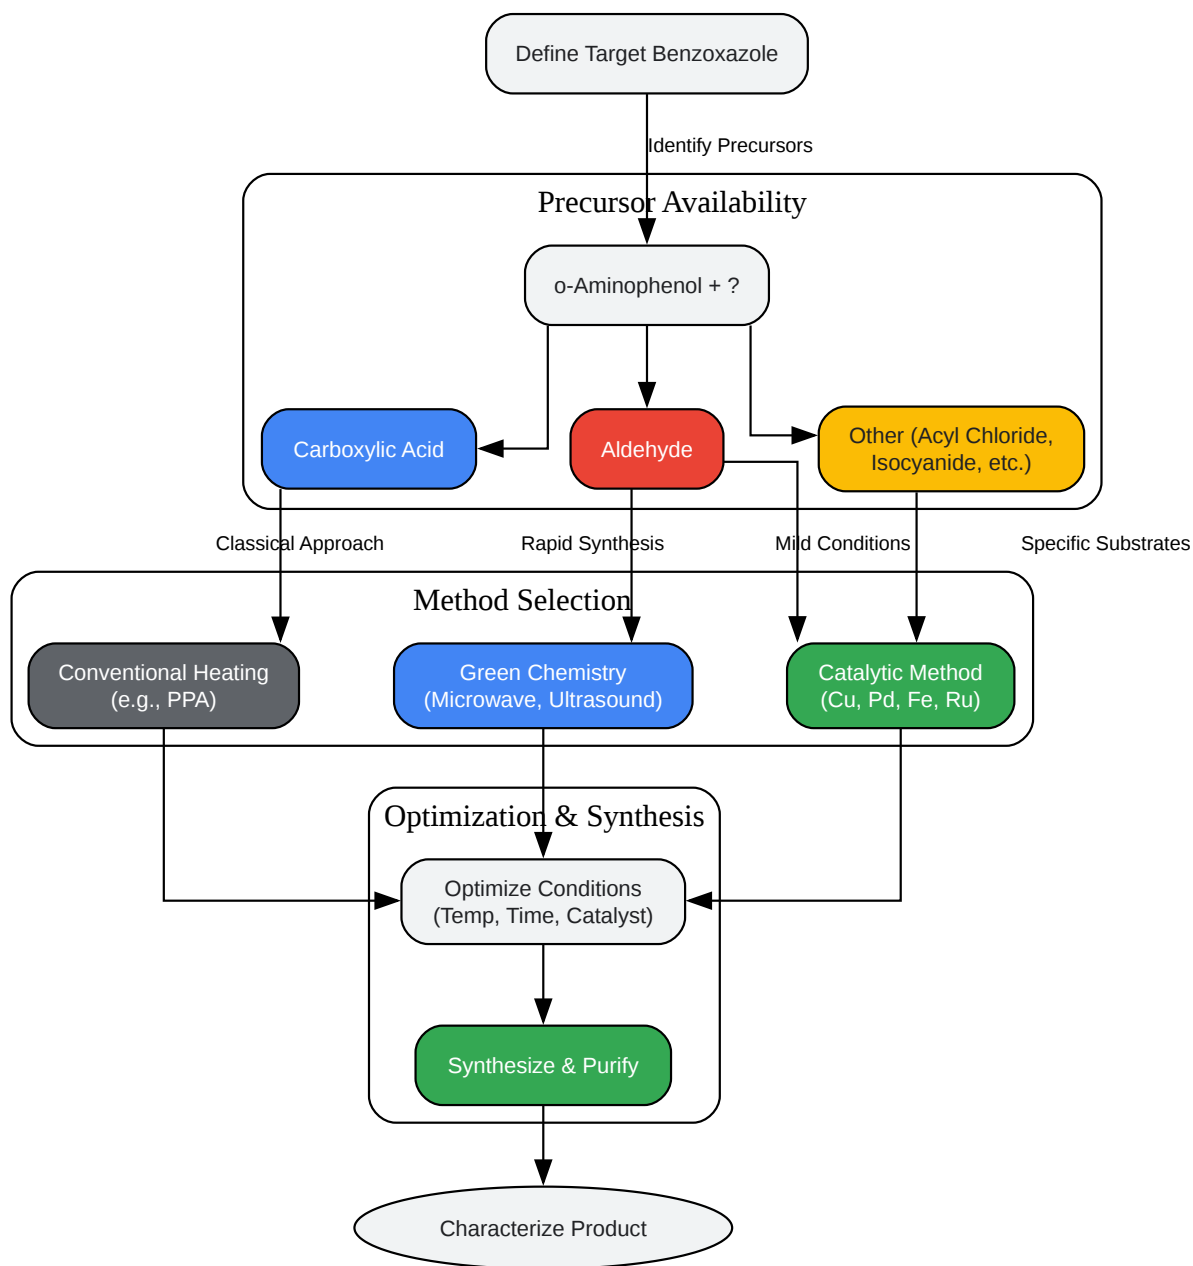 Define Target Benzoxazole
Identify Precursors
Precursor Availability
o-Aminophenol + ?
Carboxylic Acid
Aldehyde
Other (Acyl Chloride,
Isocyanide, etc.)
Classical Approach
Rapid Synthesis
Mild Conditions
Specific Substrates
Method Selection
Conventional Heating
(e.g., PPA)
Green Chemistry
(Microwave, Ultrasound)
Catalytic Method
(Cu, Pd, Fe, Ru)
Optimization & Synthesis
Optimize Conditions
(Temp, Time, Catalyst)
Synthesize & Purify
Characterize Product